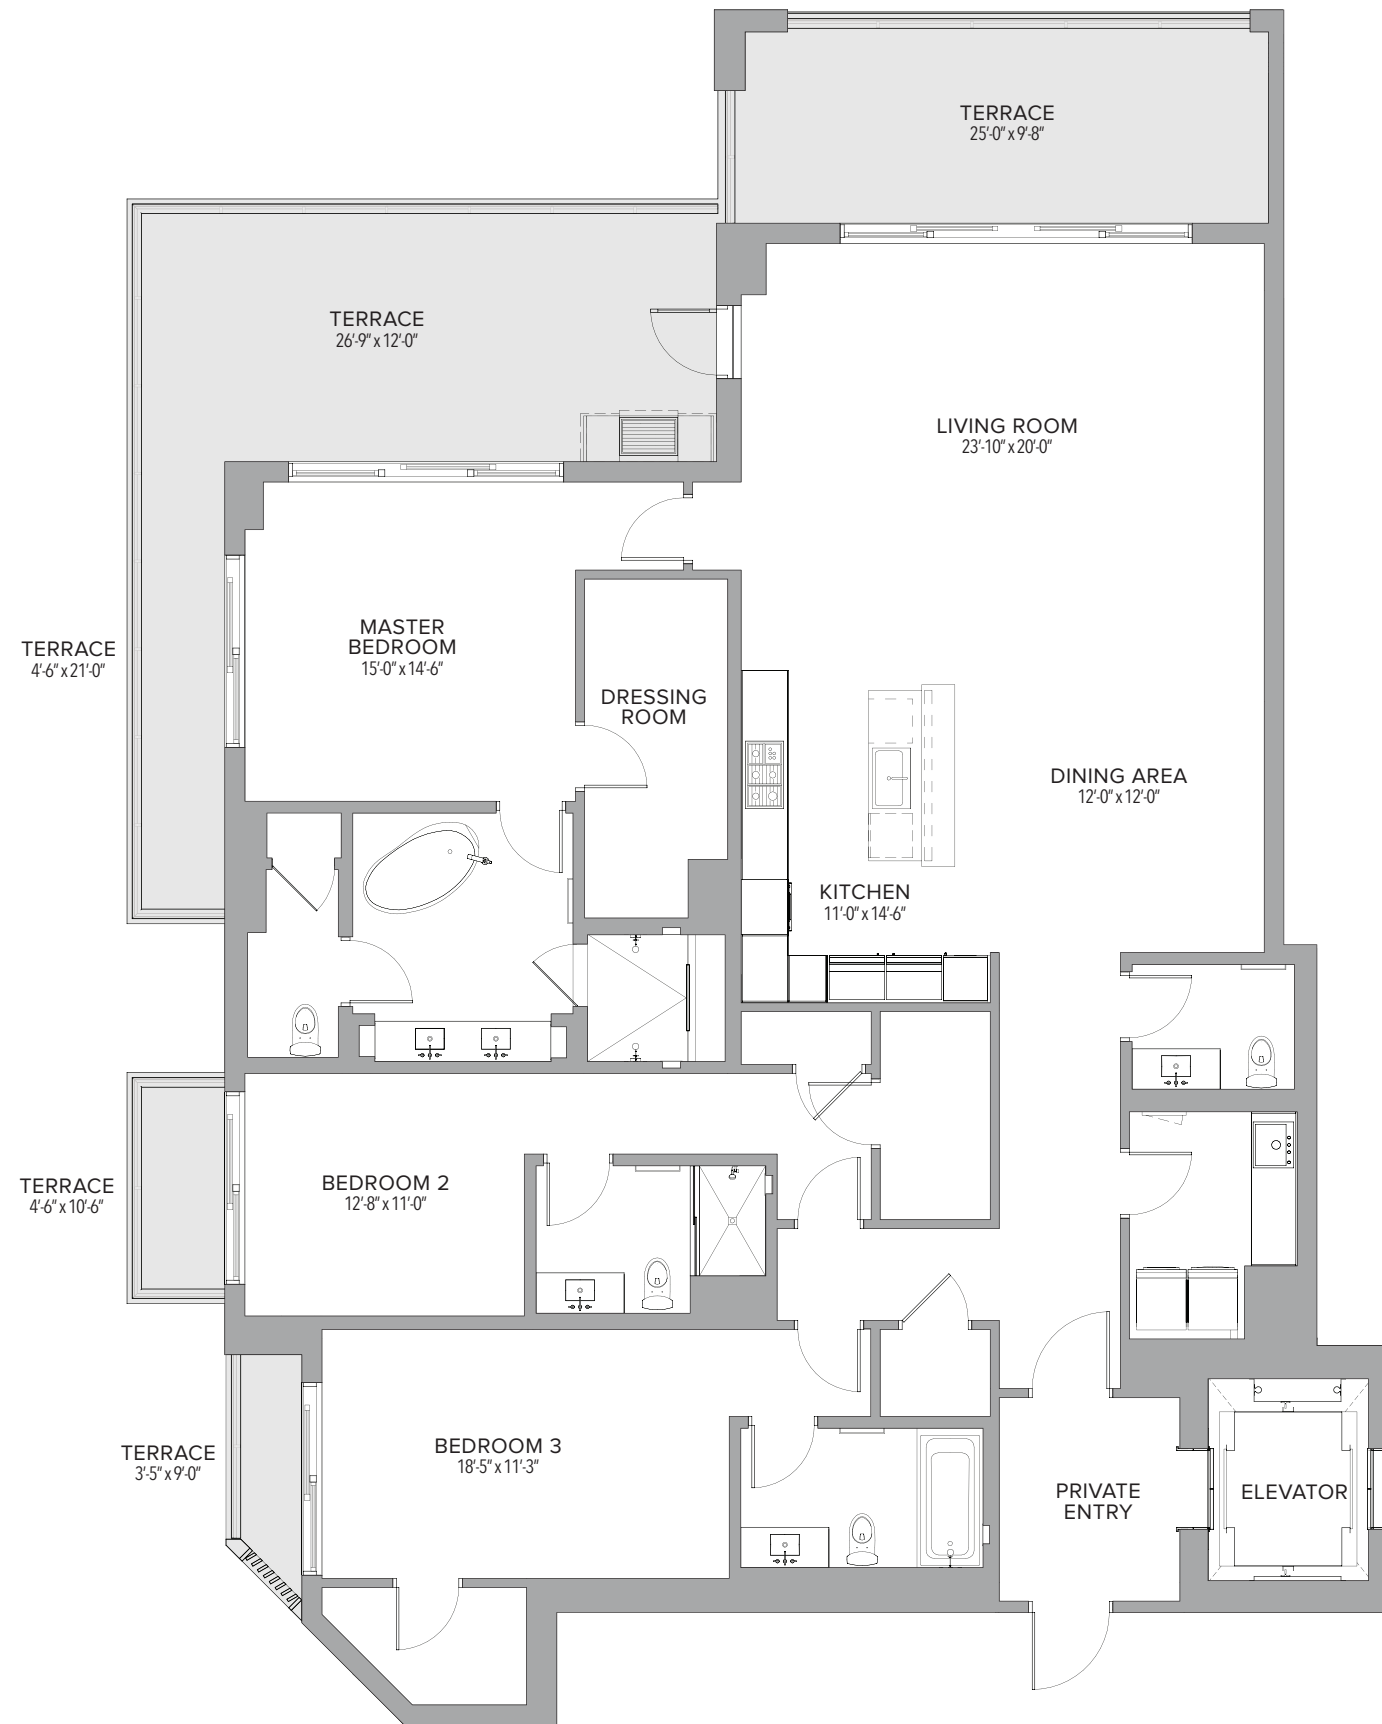 TERRACE
25'-0" x 9'-8"
TERRACE
26'-9" x 12'-0"
LIVING ROOM
23'-10" x 20'-0"
MASTER
BEDROOM
15'-0" x 14'-6"
TERRACE
4'-6" x 21'-0"
DRESSING
ROOM
DINING AREA
12'-0" x 12'-0"
KITCHEN
11'-0" x 14'-6"
BEDROOM 2
12'-8" x 11'-0"
TERRACE
4'-6" x 10'-6"
BEDROOM 3
18'-5" x 11'-3"
TERRACE
3'-5" x 9'-0"
PRIVATE
ENTRY
ELEVATOR